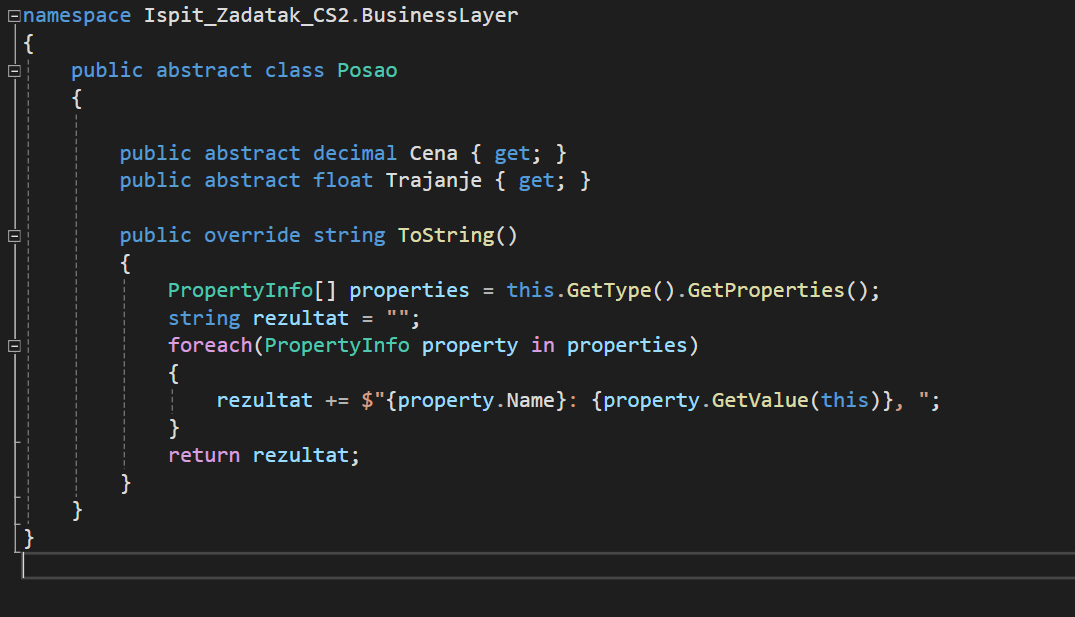 namespace Ispit_Zadatak_CS2.BusinessLayer
{
    public abstract class Posao
    {

        public abstract decimal Cena { get; }
        public abstract float Trajanje { get; }

        public override string ToString()
        {
            PropertyInfo[] properties = this.GetType().GetProperties();
            string rezultat = "";
            foreach(PropertyInfo property in properties)
            {
                rezultat += $"{property.Name}: {property.GetValue(this)}, ";
            }
            return rezultat;
        }
    }
}